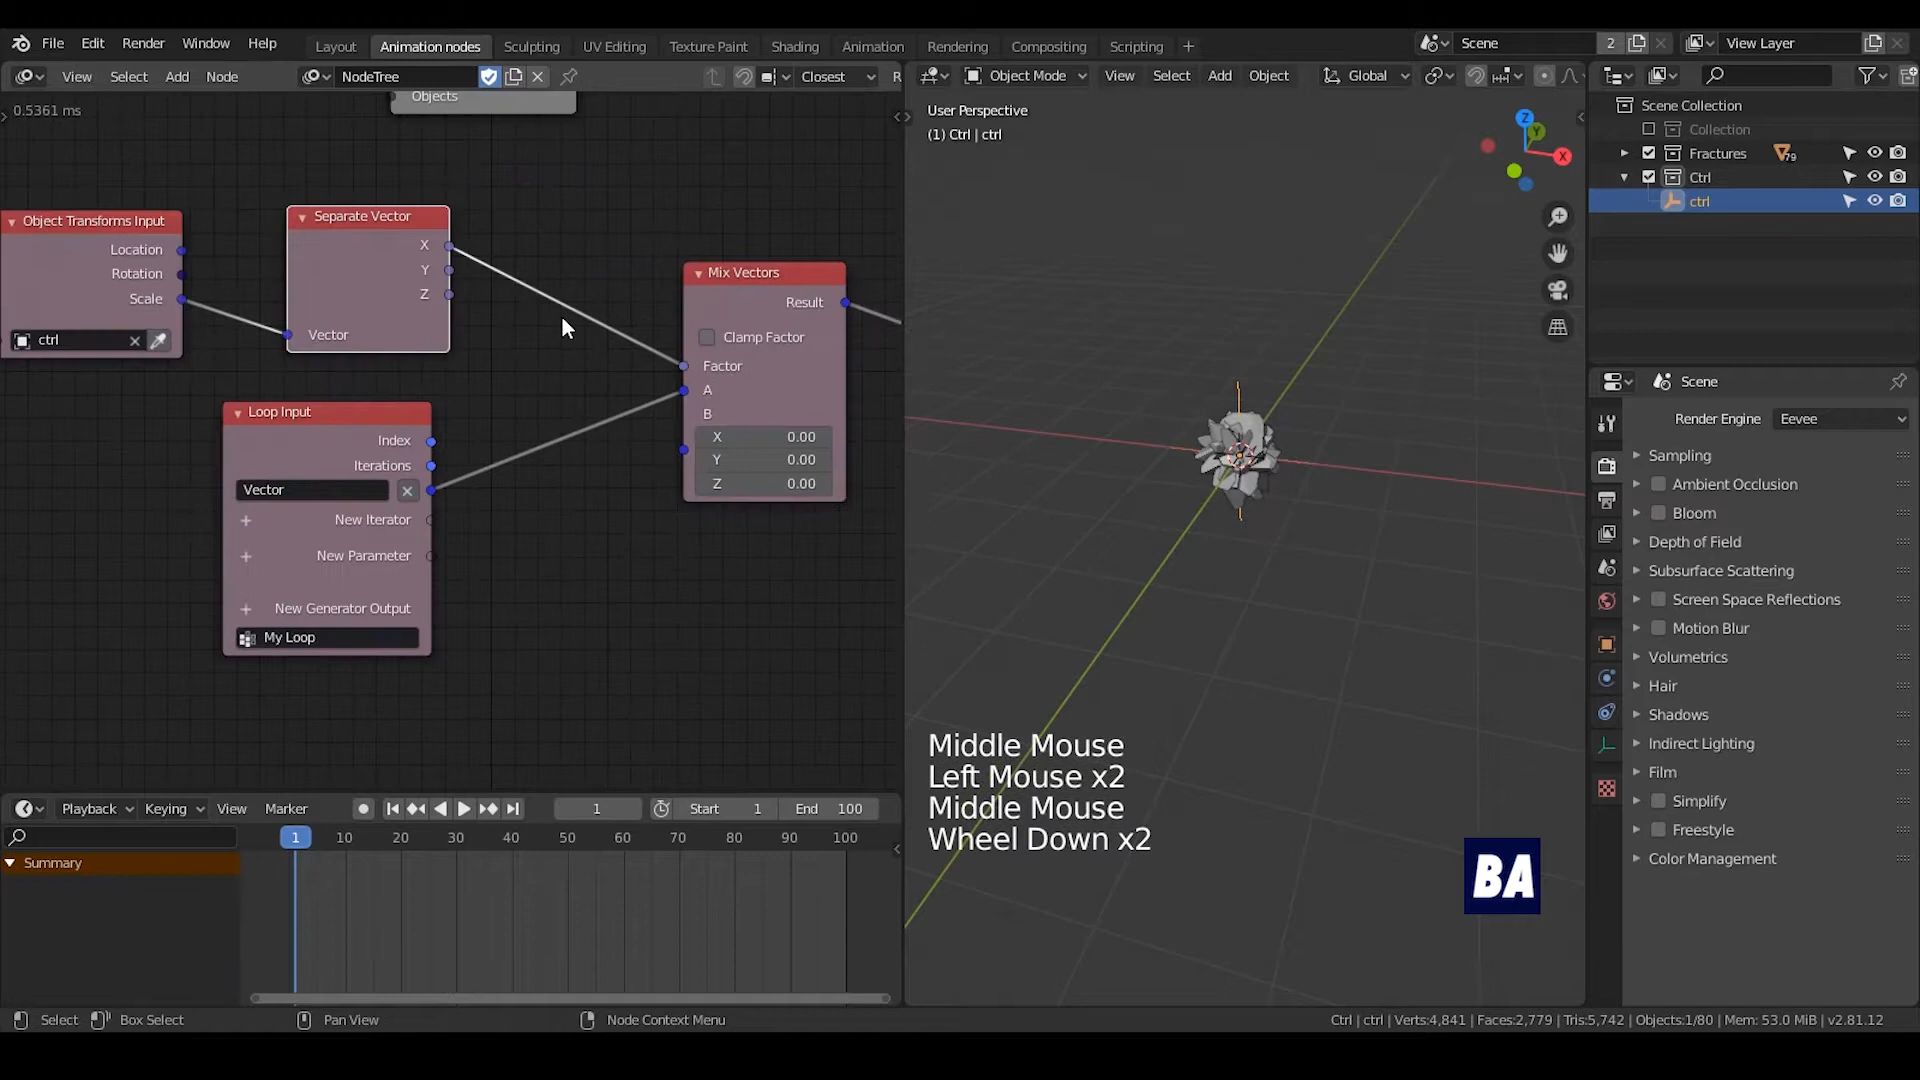 File Edit Render Window Help Layout Animation nodes Sculpting UV Editing Texture Paint Shading Animation Rendering Compositing Scripting + Scene 2 View Layer
View Select Add Node NodeTree Closest R
Object Mode View Select Add Object Global
0.5361 ms
Objects
Object Transforms Input
Location
Rotation
Scale
ctrl
Separate Vector
X
Y
Z
Vector
Mix Vectors
Result
Clamp Factor
Factor
A
B
X 0.00
Y 0.00
Z 0.00
Loop Input
Index
Iterations
Vector
New Iterator
New Parameter
New Generator Output
My Loop
User Perspective
(1) Ctrl | ctrl
Z
Y
X
Middle Mouse
Left Mouse x2
Middle Mouse
Wheel Down x2
BA
Scene Collection
Collection
Fractures 79
Ctrl
ctrl
Scene
Render Engine Eevee
Sampling
Ambient Occlusion
Bloom
Depth of Field
Subsurface Scattering
Screen Space Reflections
Motion Blur
Volumetrics
Hair
Shadows
Indirect Lighting
Film
Simplify
Freestyle
Color Management
Playback Keying View Marker 1 Start 1 End 100
1 10 20 30 40 50 60 70 80 90 100
Summary
Select Box Select Pan View Node Context Menu
Ctrl | ctrl | Verts:4,841 | Faces:2,779 | Tris:5,742 | Objects:1/80 | Mem: 53.0 MiB | v2.81.12